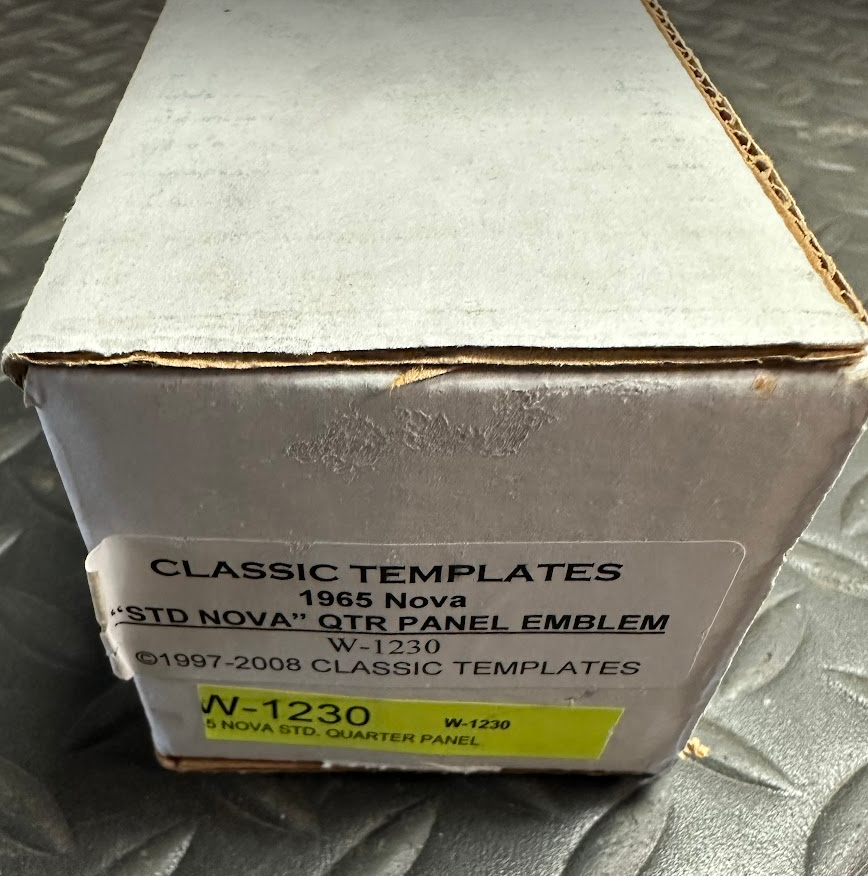 CLASSIC TEMPLATES
1965 Nova
“STD NOVA” QTR PANEL EMBLEM
W-1230
©1997-2008 CLASSIC TEMPLATES
W-1230 W-1230
5 NOVA STD. QUARTER PANEL